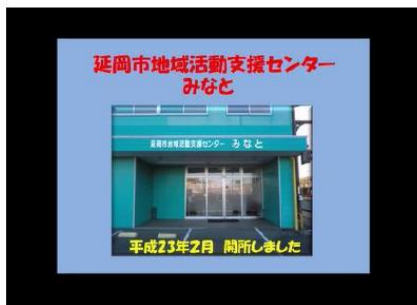 延岡市地域活動支援センター
みなと
延岡市地域活動支援センター みなと
平成23年2月 開所しました